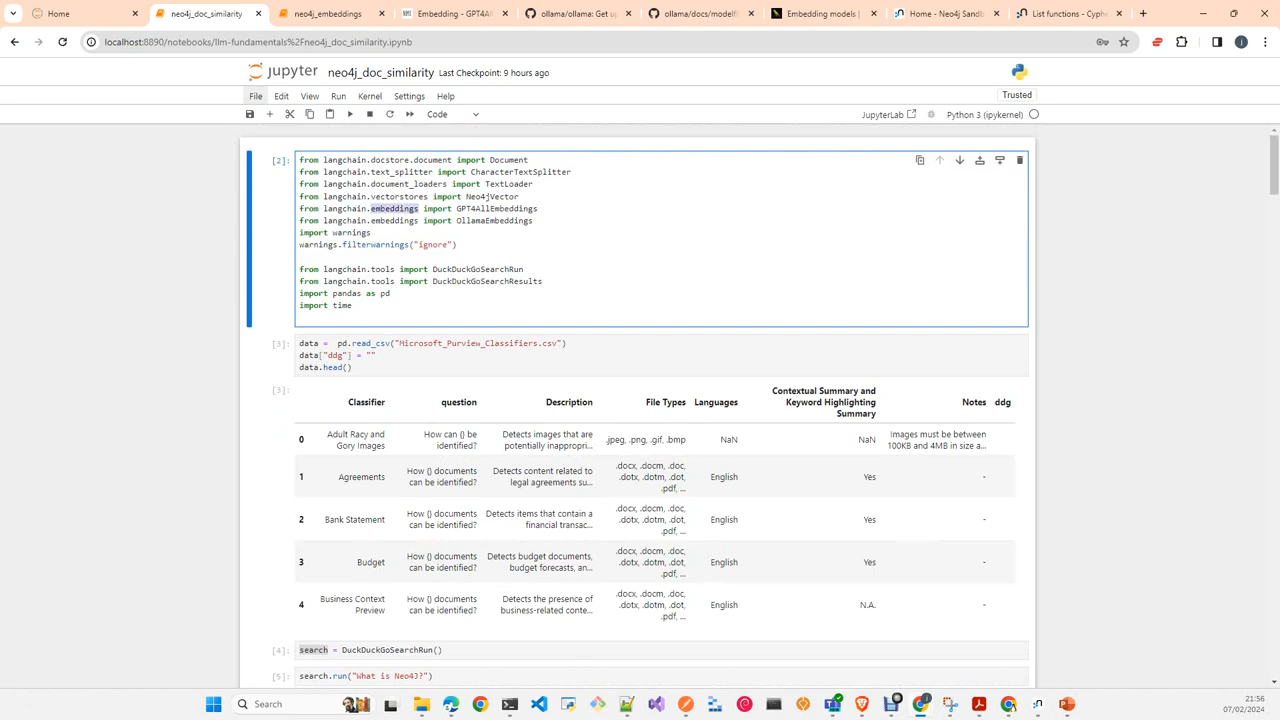 Home
neo4j_doc_similarity
neo4j_embeddings
Embedding - GPT4All
ollama/ollama: Get up
ollama/docs/modelfil
Embedding models |
Home - Neo4j Sandb
List functions - Cyphe
localhost:8890/notebooks/llm-fundamentals%2Fneo4j_doc_similarity.ipynb
jupyter neo4j_doc_similarity Last Checkpoint: 9 hours ago
File Edit View Run Kernel Settings Help
Trusted
Code
JupyterLab
Python 3 (ipykernel)
[2]:
from langchain.docstore.document import Document
from langchain.text_splitter import CharacterTextSplitter
from langchain.document_loaders import TextLoader
from langchain.vectorstores import Neo4jVector
from langchain.embeddings import GPT4AllEmbeddings
from langchain.embeddings import OllamaEmbeddings
import warnings
warnings.filterwarnings("ignore")
from langchain.tools import DuckDuckGoSearchRun
from langchain.tools import DuckDuckGoSearchResults
import pandas as pd
import time
[3]:
data =  pd.read_csv("Microsoft_Purview_Classifiers.csv")
data["ddg"] = ""
data.head()
[3]:
Classifier question Description File Types Languages Contextual Summary and Keyword Highlighting Summary Notes ddg
0 Adult Racy and Gory Images How can {} be identified? Detects images that are potentially inappropri... .jpeg, .png, .gif, .bmp NaN NaN Images must be between 100KB and 4MB in size a...
1 Agreements How {} documents can be identified? Detects content related to legal agreements su... .docx, .docm, .doc, .dotx, .dotm, .dot, .pdf, ... English Yes -
2 Bank Statement How {} documents can be identified? Detects items that contain a financial transac... .docx, .docm, .doc, .dotx, .dotm, .dot, .pdf, ... English Yes -
3 Budget How {} documents can be identified? Detects budget documents, budget forecasts, an... .docx, .docm, .doc, .dotx, .dotm, .dot, .pdf, ... English Yes -
4 Business Context Preview How {} documents can be identified? Detects the presence of business-related conte... .docx, .docm, .doc, .dotx, .dotm, .dot, .pdf, ... English N.A. -
[4]:
search = DuckDuckGoSearchRun()
[5]:
search.run("What is Neo4J?")
Search
21:56
07/02/2024